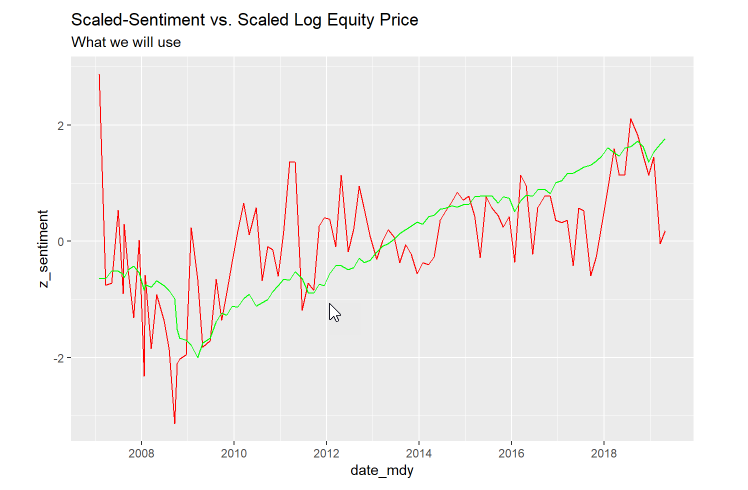 Scaled-Sentiment vs. Scaled Log Equity Price
What we will use
z_sentiment
2
0
-2
2008 2010 2012 2014 2016 2018
date_mdy